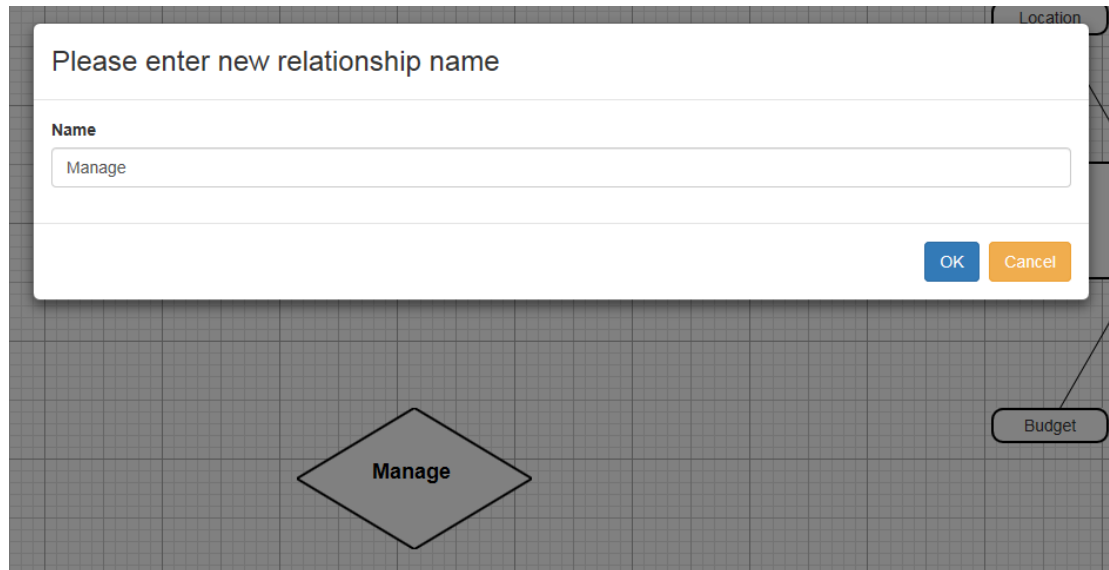 Location
Please enter new relationship name
Name
Manage
OK Cancel
Budget
Manage